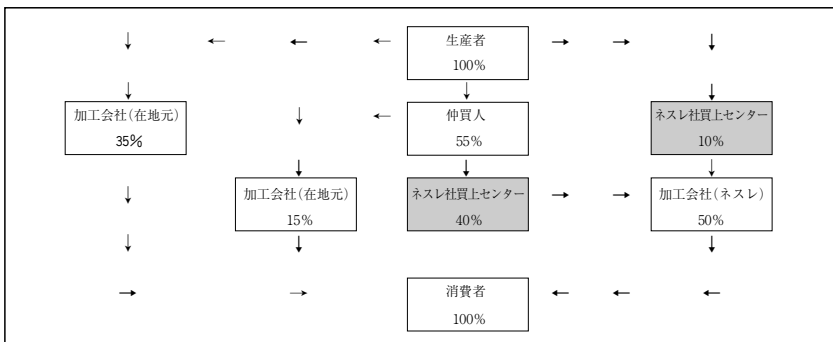 生産者
100%
加工会社(在地元)
35%
仲買人
55%
ネスレ社買上センター
10%
加工会社(在地元)
15%
ネスレ社買上センター
40%
加工会社(ネスレ)
50%
消費者
100%